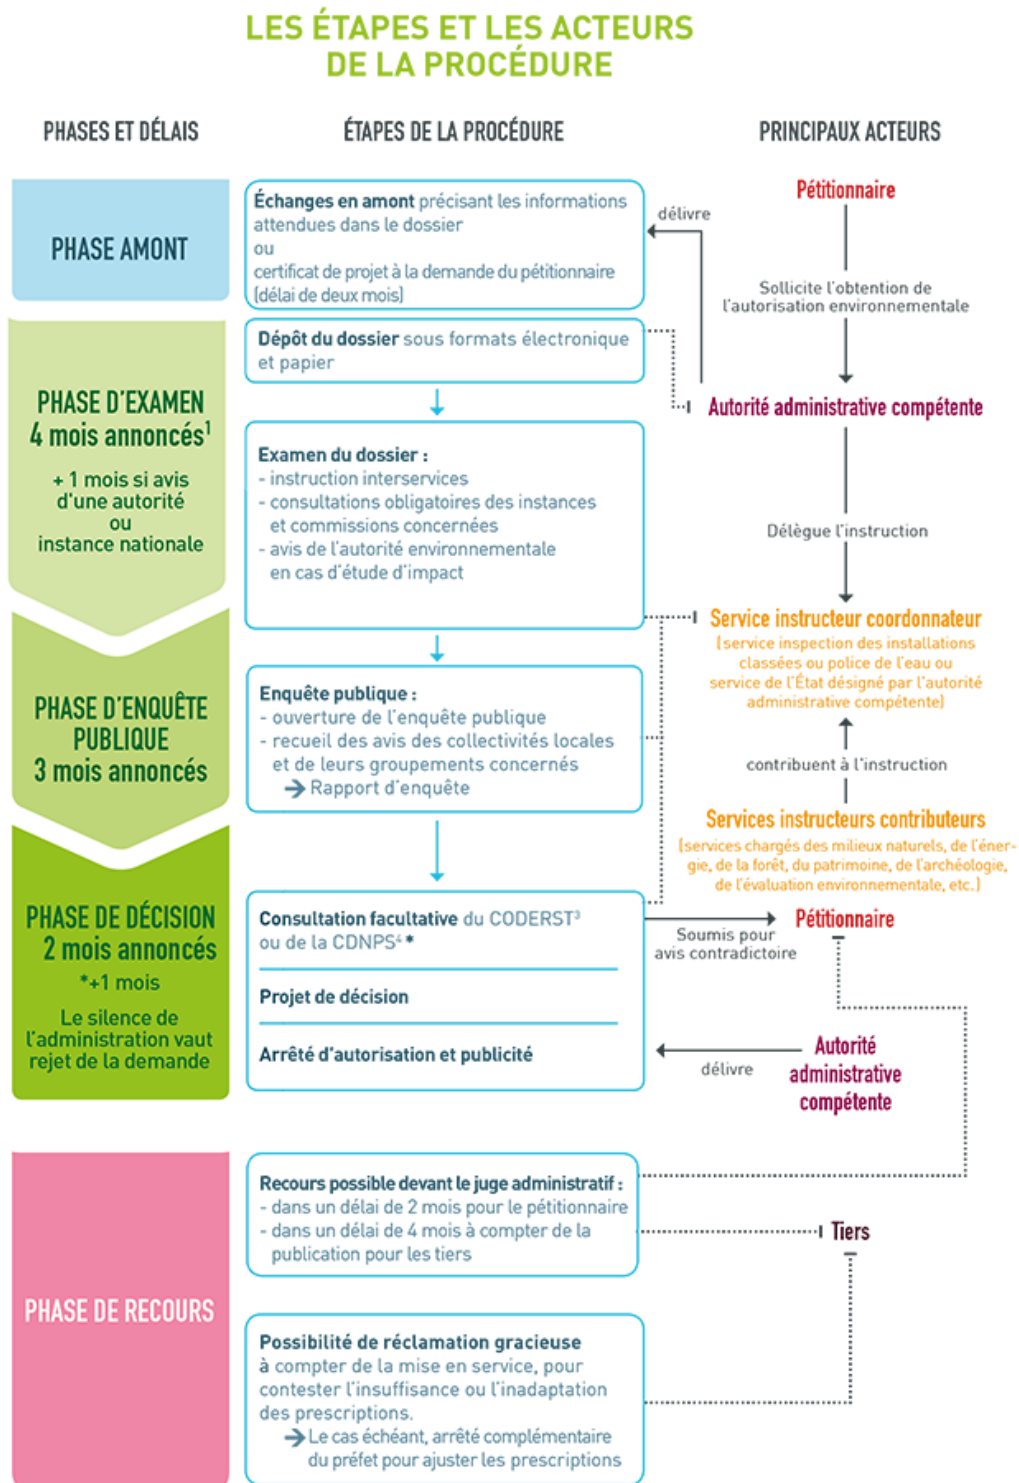 LES ÉTAPES ET LES ACTEURS
DE LA PROCÉDURE
PHASES ET DÉLAIS
ÉTAPES DE LA PROCÉDURE
PRINCIPAUX ACTEURS
PHASE AMONT
Échanges en amont précisant les informations
attendues dans le dossier
ou
certificat de projet à la demande du pétitionnaire
(délai de deux mois)
délivre
Pétitionnaire
Sollicite l'obtention de
l'autorisation environnementale
PHASE D'EXAMEN
4 mois annoncés¹
+ 1 mois si avis
d'une autorité
ou
instance nationale
Dépôt du dossier sous formats électronique
et papier
Autorité administrative compétente
Examen du dossier :
- instruction interservices
- consultations obligatoires des instances
et commissions concernées
- avis de l'autorité environnementale
en cas d'étude d'impact
Délègue l'instruction
Service instructeur coordonnateur
(service inspection des installations
classées ou police de l'eau ou
service de l'État désigné par l'autorité
administrative compétente)
PHASE D'ENQUÊTE
PUBLIQUE
3 mois annoncés
Enquête publique :
- ouverture de l'enquête publique
- recueil des avis des collectivités locales
et de leurs groupements concernés
→ Rapport d'enquête
contribuent à l'instruction
Services instructeurs contributeurs
(services chargés des milieux naturels, de l'éner-
gie, de la forêt, du patrimoine, de l'archéologie,
de l'évaluation environnementale, etc.)
PHASE DE DÉCISION
2 mois annoncés
*+1 mois
Le silence de
l'administration vaut
rejet de la demande
Consultation facultative du CODERST³
ou de la CDNPS⁴*
Projet de décision
Arrêté d'autorisation et publicité
Soumis pour
avis contradictoire
Pétitionnaire
délivre
Autorité
administrative
compétente
PHASE DE RECOURS
Recours possible devant le juge administratif :
- dans un délai de 2 mois pour le pétitionnaire
- dans un délai de 4 mois à compter de la
publication pour les tiers
Tiers
Possibilité de réclamation gracieuse
à compter de la mise en service, pour
contester l'insuffisance ou l'inadaptation
des prescriptions.
→ Le cas échéant, arrêté complémentaire
du préfet pour ajuster les prescriptions